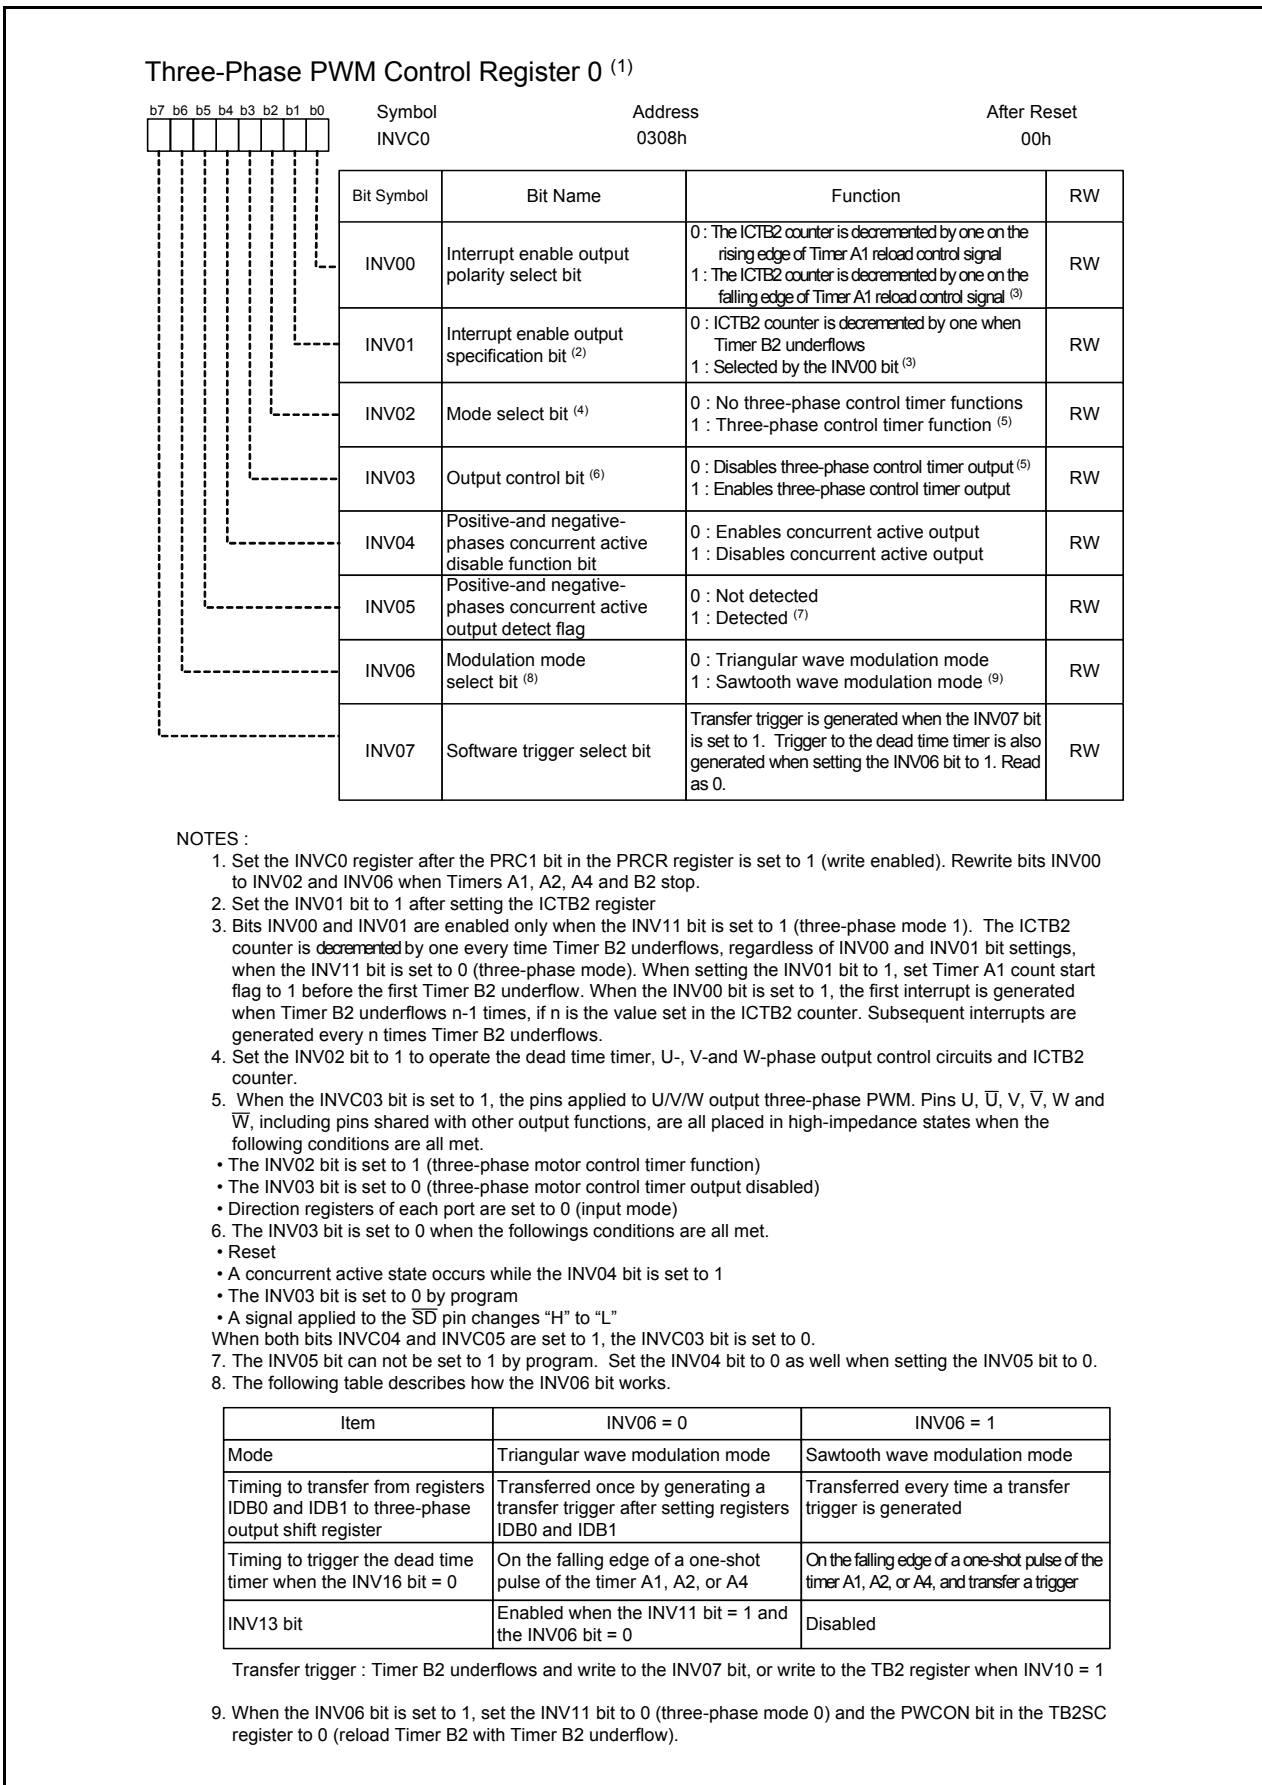 Three-Phase PWM Control Register 0 (1)
b7 b6 b5 b4 b3 b2 b1 b0
Symbol Address After Reset
INVC0 0308h 00h
Bit Symbol Bit Name Function RW
INV00
Interrupt enable output
polarity select bit
0 : The ICTB2 counter is decremented by one on the
rising edge of Timer A1 reload control signal
1 : The ICTB2 counter is decremented by one on the
falling edge of Timer A1 reload control signal (3)
RW
INV01
Interrupt enable output
specification bit (2)
0 : ICTB2 counter is decremented by one when
Timer B2 underflows
1 : Selected by the INV00 bit (3)
RW
INV02
Mode select bit (4)
0 : No three-phase control timer functions
1 : Three-phase control timer function (5)
RW
INV03
Output control bit (6)
0 : Disables three-phase control timer output (5)
1 : Enables three-phase control timer output
RW
INV04
Positive-and negative-
phases concurrent active
disable function bit
0 : Enables concurrent active output
1 : Disables concurrent active output
RW
INV05
Positive-and negative-
phases concurrent active
output detect flag
0 : Not detected
1 : Detected (7)
RW
INV06
Modulation mode
select bit (8)
0 : Triangular wave modulation mode
1 : Sawtooth wave modulation mode (9)
RW
INV07
Software trigger select bit
Transfer trigger is generated when the INV07 bit
is set to 1. Trigger to the dead time timer is also
generated when setting the INV06 bit to 1. Read
as 0.
RW
NOTES :
1. Set the INVC0 register after the PRC1 bit in the PRCR register is set to 1 (write enabled). Rewrite bits INV00
to INV02 and INV06 when Timers A1, A2, A4 and B2 stop.
2. Set the INV01 bit to 1 after setting the ICTB2 register
3. Bits INV00 and INV01 are enabled only when the INV11 bit is set to 1 (three-phase mode 1). The ICTB2
counter is decremented by one every time Timer B2 underflows, regardless of INV00 and INV01 bit settings,
when the INV11 bit is set to 0 (three-phase mode). When setting the INV01 bit to 1, set Timer A1 count start
flag to 1 before the first Timer B2 underflow. When the INV00 bit is set to 1, the first interrupt is generated
when Timer B2 underflows n-1 times, if n is the value set in the ICTB2 counter. Subsequent interrupts are
generated every n times Timer B2 underflows.
4. Set the INV02 bit to 1 to operate the dead time timer, U-, V-and W-phase output control circuits and ICTB2
counter.
5. When the INVC03 bit is set to 1, the pins applied to U/V/W output three-phase PWM. Pins U, U̅, V, V̅, W and
W̅, including pins shared with other output functions, are all placed in high-impedance states when the
following conditions are all met.
• The INV02 bit is set to 1 (three-phase motor control timer function)
• The INV03 bit is set to 0 (three-phase motor control timer output disabled)
• Direction registers of each port are set to 0 (input mode)
6. The INV03 bit is set to 0 when the followings conditions are all met.
• Reset
• A concurrent active state occurs while the INV04 bit is set to 1
• The INV03 bit is set to 0 by program
• A signal applied to the S̅D̅ pin changes “H” to “L”
When both bits INVC04 and INVC05 are set to 1, the INVC03 bit is set to 0.
7. The INV05 bit can not be set to 1 by program. Set the INV04 bit to 0 as well when setting the INV05 bit to 0.
8. The following table describes how the INV06 bit works.
Item INV06 = 0 INV06 = 1
Mode Triangular wave modulation mode Sawtooth wave modulation mode
Timing to transfer from registers
IDB0 and IDB1 to three-phase
output shift register
Transferred once by generating a
transfer trigger after setting registers
IDB0 and IDB1
Transferred every time a transfer
trigger is generated
Timing to trigger the dead time
timer when the INV16 bit = 0
On the falling edge of a one-shot
pulse of the timer A1, A2, or A4
On the falling edge of a one-shot pulse of the
timer A1, A2, or A4, and transfer a trigger
INV13 bit
Enabled when the INV11 bit = 1 and
the INV06 bit = 0
Disabled
Transfer trigger : Timer B2 underflows and write to the INV07 bit, or write to the TB2 register when INV10 = 1
9. When the INV06 bit is set to 1, set the INV11 bit to 0 (three-phase mode 0) and the PWCON bit in the TB2SC
register to 0 (reload Timer B2 with Timer B2 underflow).